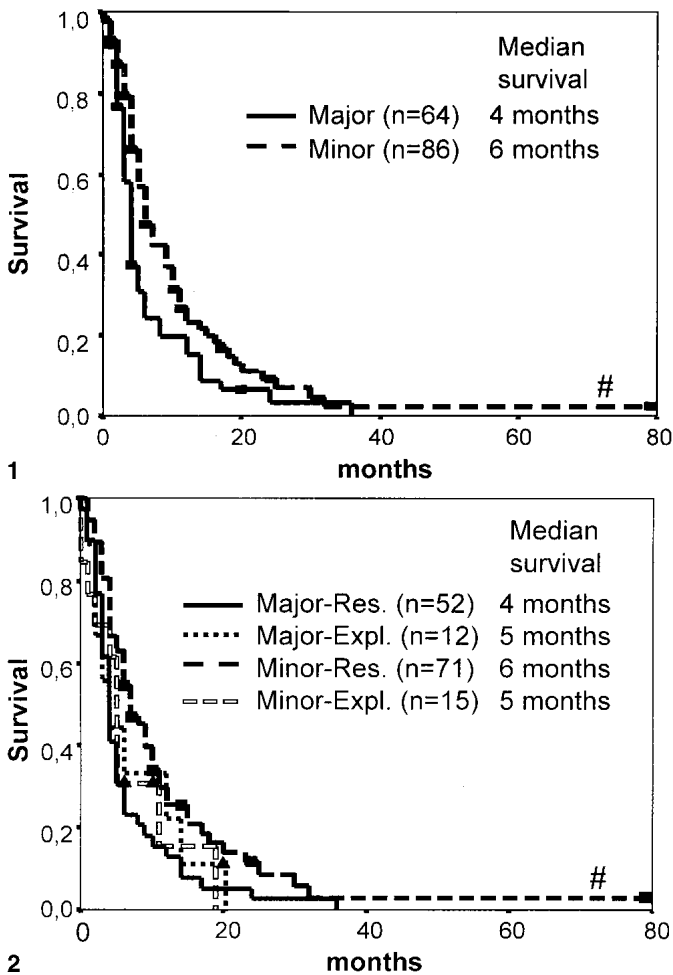 1,0
0,8
0,6
0,4
0,2
0,0
Survival
Median
survival
Major (n=64) 4 months
Minor (n=86) 6 months
#
0 20 40 60 80
months
1
1,0
0,8
0,6
0,4
0,2
0,0
Survival
Median
survival
Major-Res. (n=52) 4 months
Major-Expl. (n=12) 5 months
Minor-Res. (n=71) 6 months
Minor-Expl. (n=15) 5 months
#
0 20 40 60 80
months
2